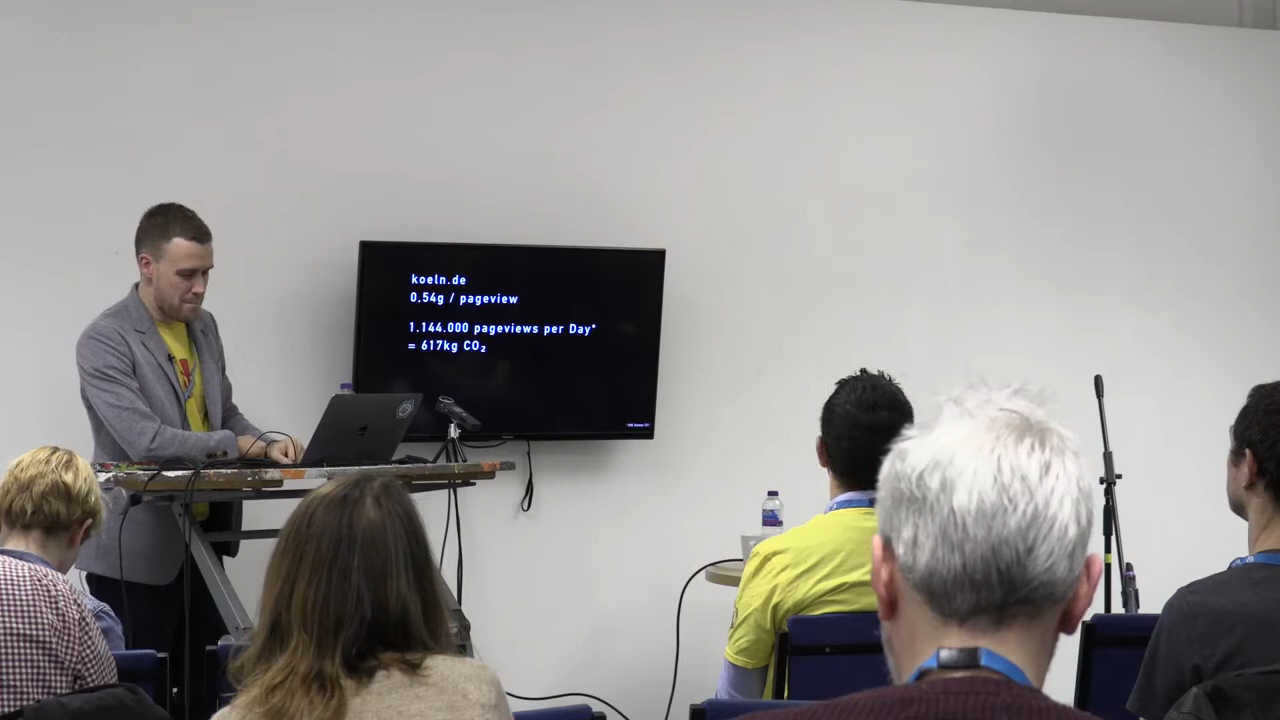 koeln.de
0,54g / pageview
1.144.000 pageviews per Day*
= 617kg CO₂